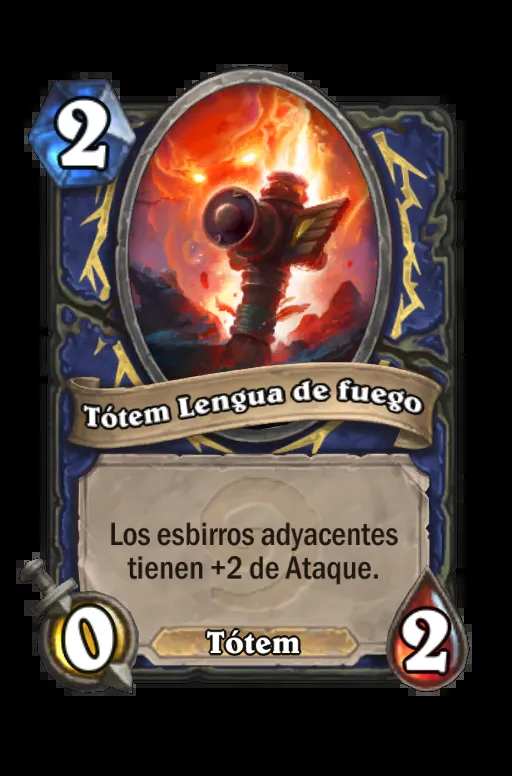 2
Tótem Lengua de fuego
Los esbirros adyacentes
tienen +2 de Ataque.
0
Tótem
2